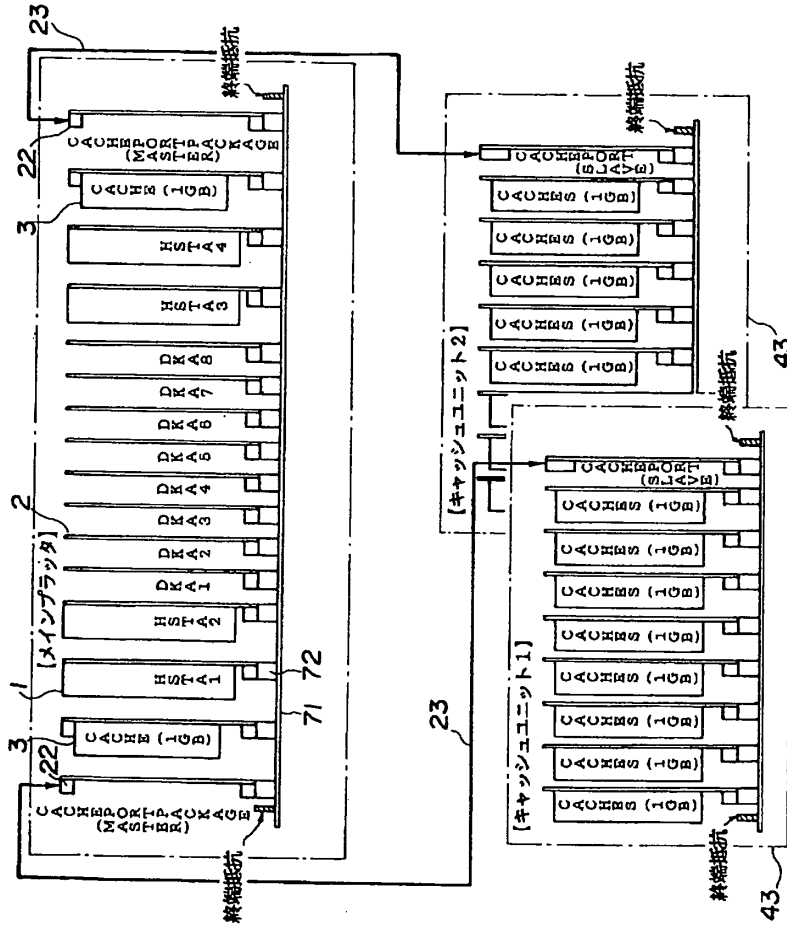 23
22
終端抵抗
CACHE PORT PACKAGE
(MASTER)
3
CACHE (1GB)
HSTA4
HSTA3
DKA8
DKA7
DKA6
DKA5
DKA4
DKA3
2
DKA2
DKA1
[メインプラッタ]
HSTA2
1
HSTA1
72
71
3
CACHE (1GB)
22
CACHE PORT PACKAGE
(MASTER)
終端抵抗
23
[キャッシュユニット2]
終端抵抗
CACHE PORT
(SLAVE)
CACHES (1GB)
CACHES (1GB)
CACHES (1GB)
CACHES (1GB)
CACHES (1GB)
43
[キャッシュユニット1]
終端抵抗
CACHE PORT
(SLAVE)
CACHES (1GB)
CACHES (1GB)
CACHES (1GB)
CACHES (1GB)
CACHES (1GB)
CACHES (1GB)
CACHES (1GB)
CACHES (1GB)
終端抵抗
43